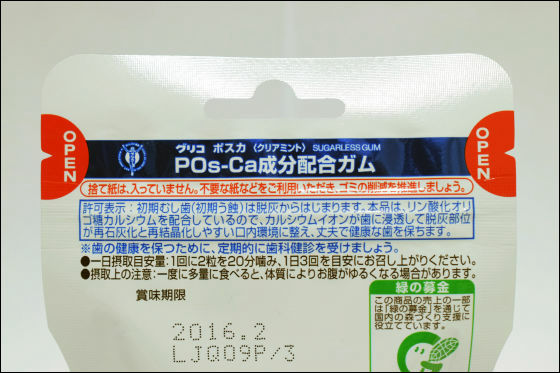 OPEN
OPEN
グリコ ポスカ 〈クリアミント〉 SUGARLESS GUM
POs-Ca成分配合ガム
捨て紙は、入っていません。不要な紙などをご利用いただき、ゴミの削減を推進しましょう。
許可表示：初期むし歯(初期う蝕)は脱灰からはじまります。本品は、リン酸化オリ
ゴ糖カルシウムを配合しているので、カルシウムイオンが歯に浸透して脱灰部位
が再石灰化と再結晶化しやすい口内環境に整え、丈夫で健康な歯を保ちます。
※歯の健康を保つために、定期的に歯科健診を受けましょう。
●一日摂取目安量：1回に2粒を20分噛み、1日3回を目安にお召し上がりください。
●摂取上の注意：一度に多量に食べると、体質によりお腹がゆるくなる場合があります。
賞味期限
2016.2
LJQ09P/3
緑の募金
この商品の売上の一部
は「緑の募金」を通じて
国内の森づくり支援に
役立てています。